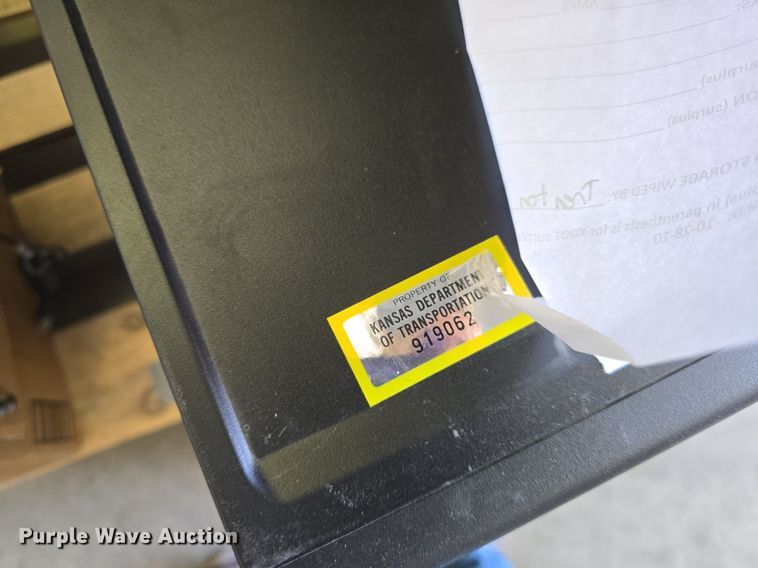 AMPS
(surplus)
ON (surplus)
STORAGE WIPED BY:
plus) in parenthesis is for KDOT surpl
10-28-10
PROPERTY OF
KANSAS DEPARTMENT
OF TRANSPORTATION
919062
Purple Wave Auction